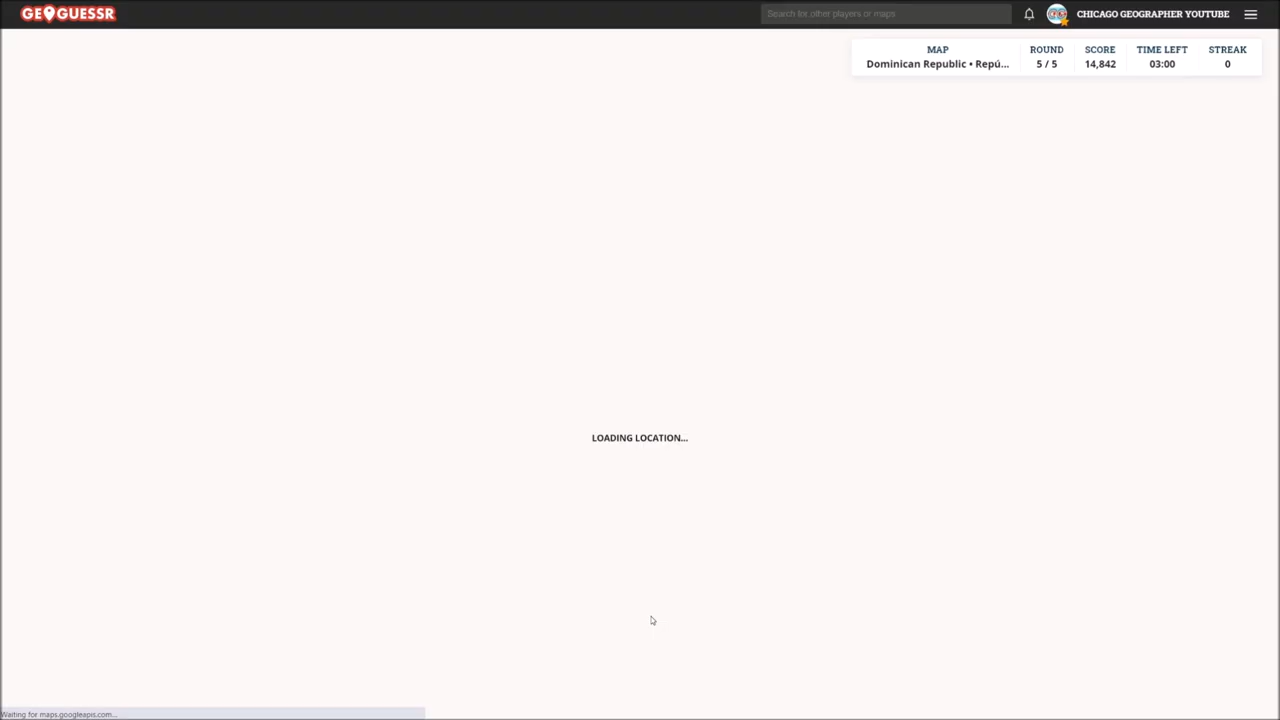 GEOGUESSR
Search for other players or maps
CHICAGO GEOGRAPHER YOUTUBE
MAP ROUND SCORE TIME LEFT STREAK
Dominican Republic • Repú... 5 / 5 14,842 03:00 0
LOADING LOCATION...
Waiting for maps.googleapis.com...